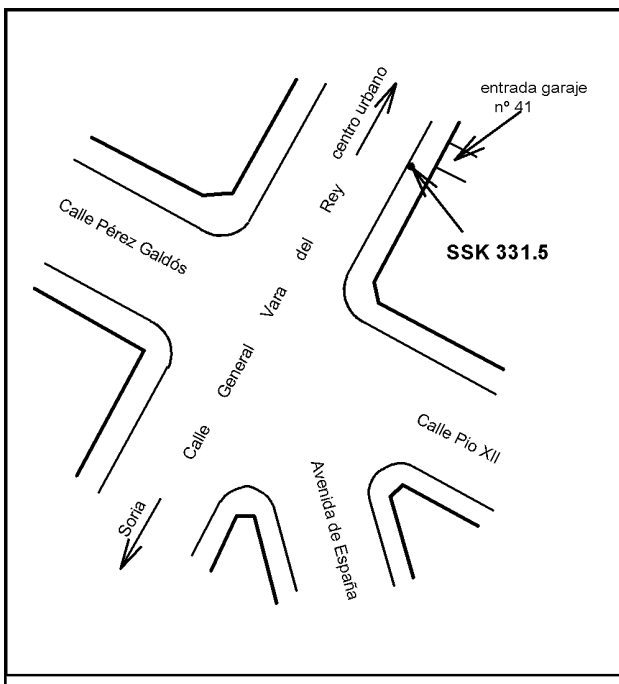 centro urbano
entrada garaje
nº 41
SSK 331.5
Calle Pérez Galdós
Calle General Vara del Rey
Calle Pio XII
Avenida de España
Soria